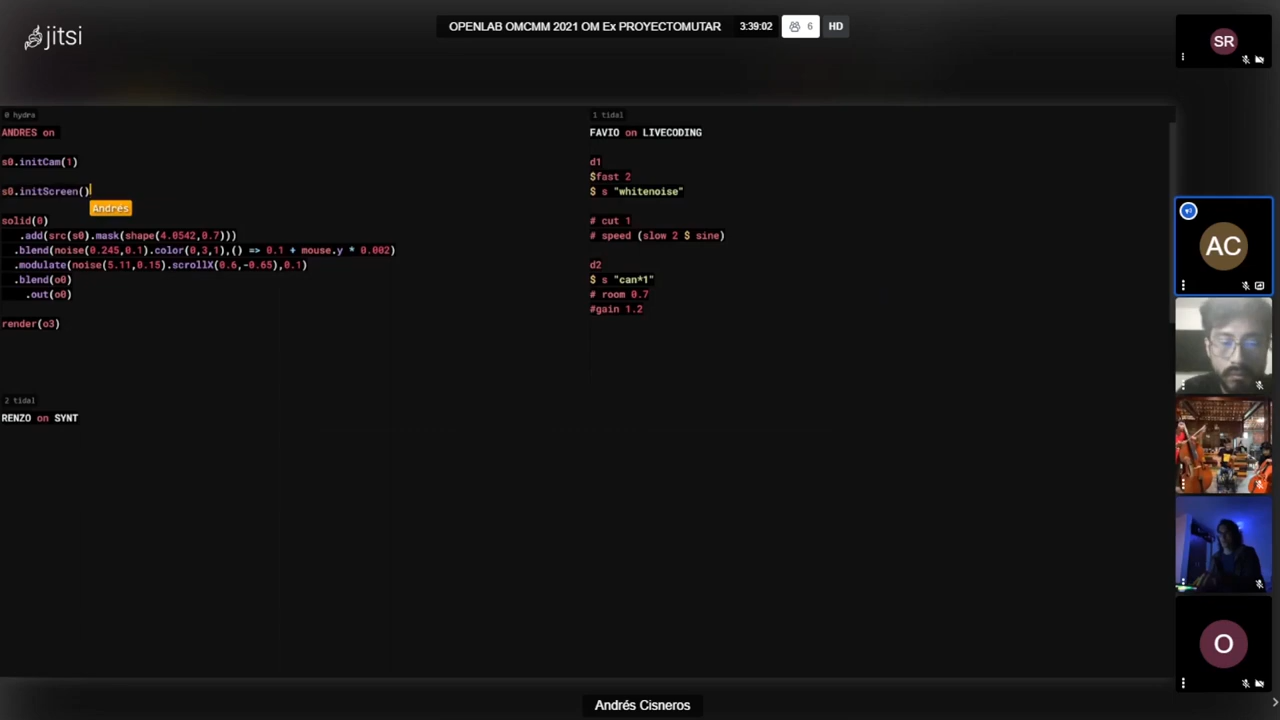 jitsi
OPENLAB OMCMM 2021 OM Ex PROYECTOMUTAR
3:39:02
6
HD
SR
0 hydra
ANDRES on
s0.initCam(1)
s0.initScreen()
Andrés
solid(0)
.add(src(s0).mask(shape(4.0542,0.7)))
.blend(noise(0.245,0.1).color(0,3,1),() => 0.1 + mouse.y * 0.002)
.modulate(noise(5.11,0.15).scrollX(0.6,-0.65),0.1)
.blend(o0)
.out(o0)
render(o3)
1 tidal
FAVIO on LIVECODING
d1
$fast 2
$ s "whitenoise"
# cut 1
# speed (slow 2 $ sine)
d2
$ s "can*1"
# room 0.7
#gain 1.2
2 tidal
RENZO on SYNT
AC
O
Andrés Cisneros